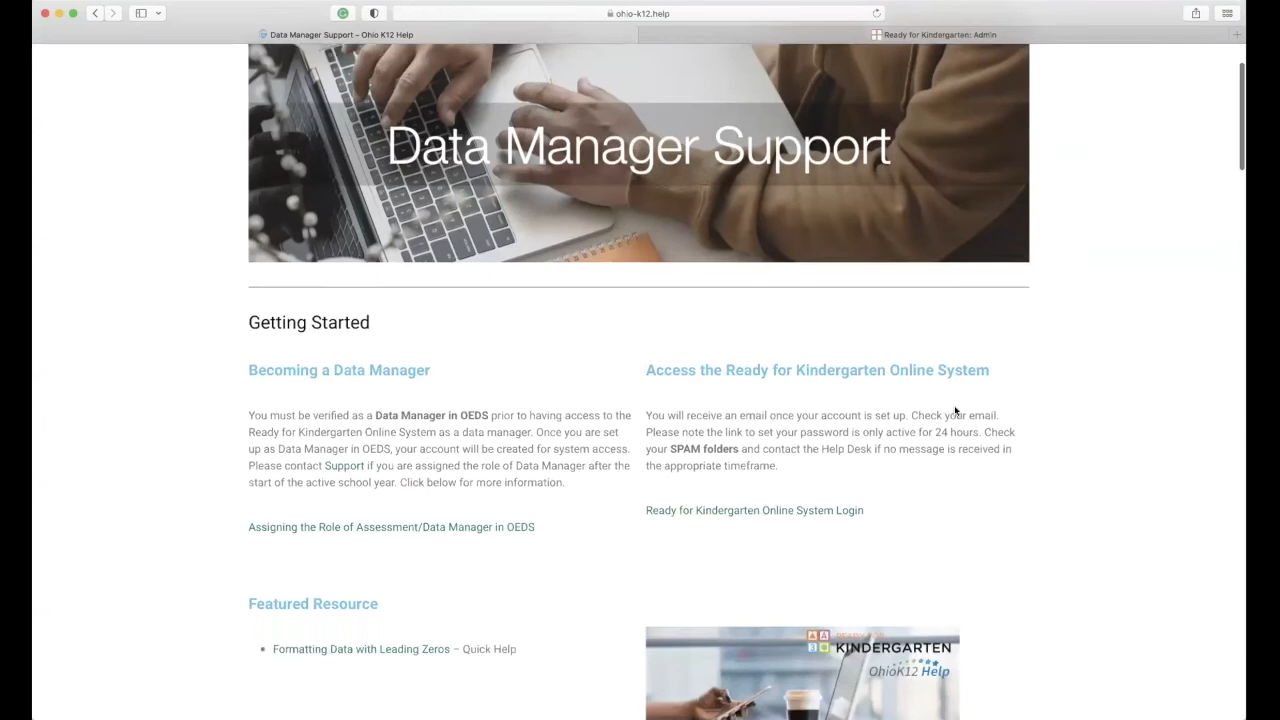 ohio-k12.help
Data Manager Support – Ohio K12 Help
Ready for Kindergarten: Admin
Data Manager Support
Getting Started
Becoming a Data Manager
You must be verified as a Data Manager in OEDS prior to having access to the
Ready for Kindergarten Online System as a data manager. Once you are set
up as Data Manager in OEDS, your account will be created for system access.
Please contact Support if you are assigned the role of Data Manager after the
start of the active school year. Click below for more information.
Assigning the Role of Assessment/Data Manager in OEDS
Access the Ready for Kindergarten Online System
You will receive an email once your account is set up. Check your email.
Please note the link to set your password is only active for 24 hours. Check
your SPAM folders and contact the Help Desk if no message is received in
the appropriate timeframe.
Ready for Kindergarten Online System Login
Featured Resource
• Formatting Data with Leading Zeros – Quick Help
READY FOR
KINDERGARTEN
OhioK12 Help